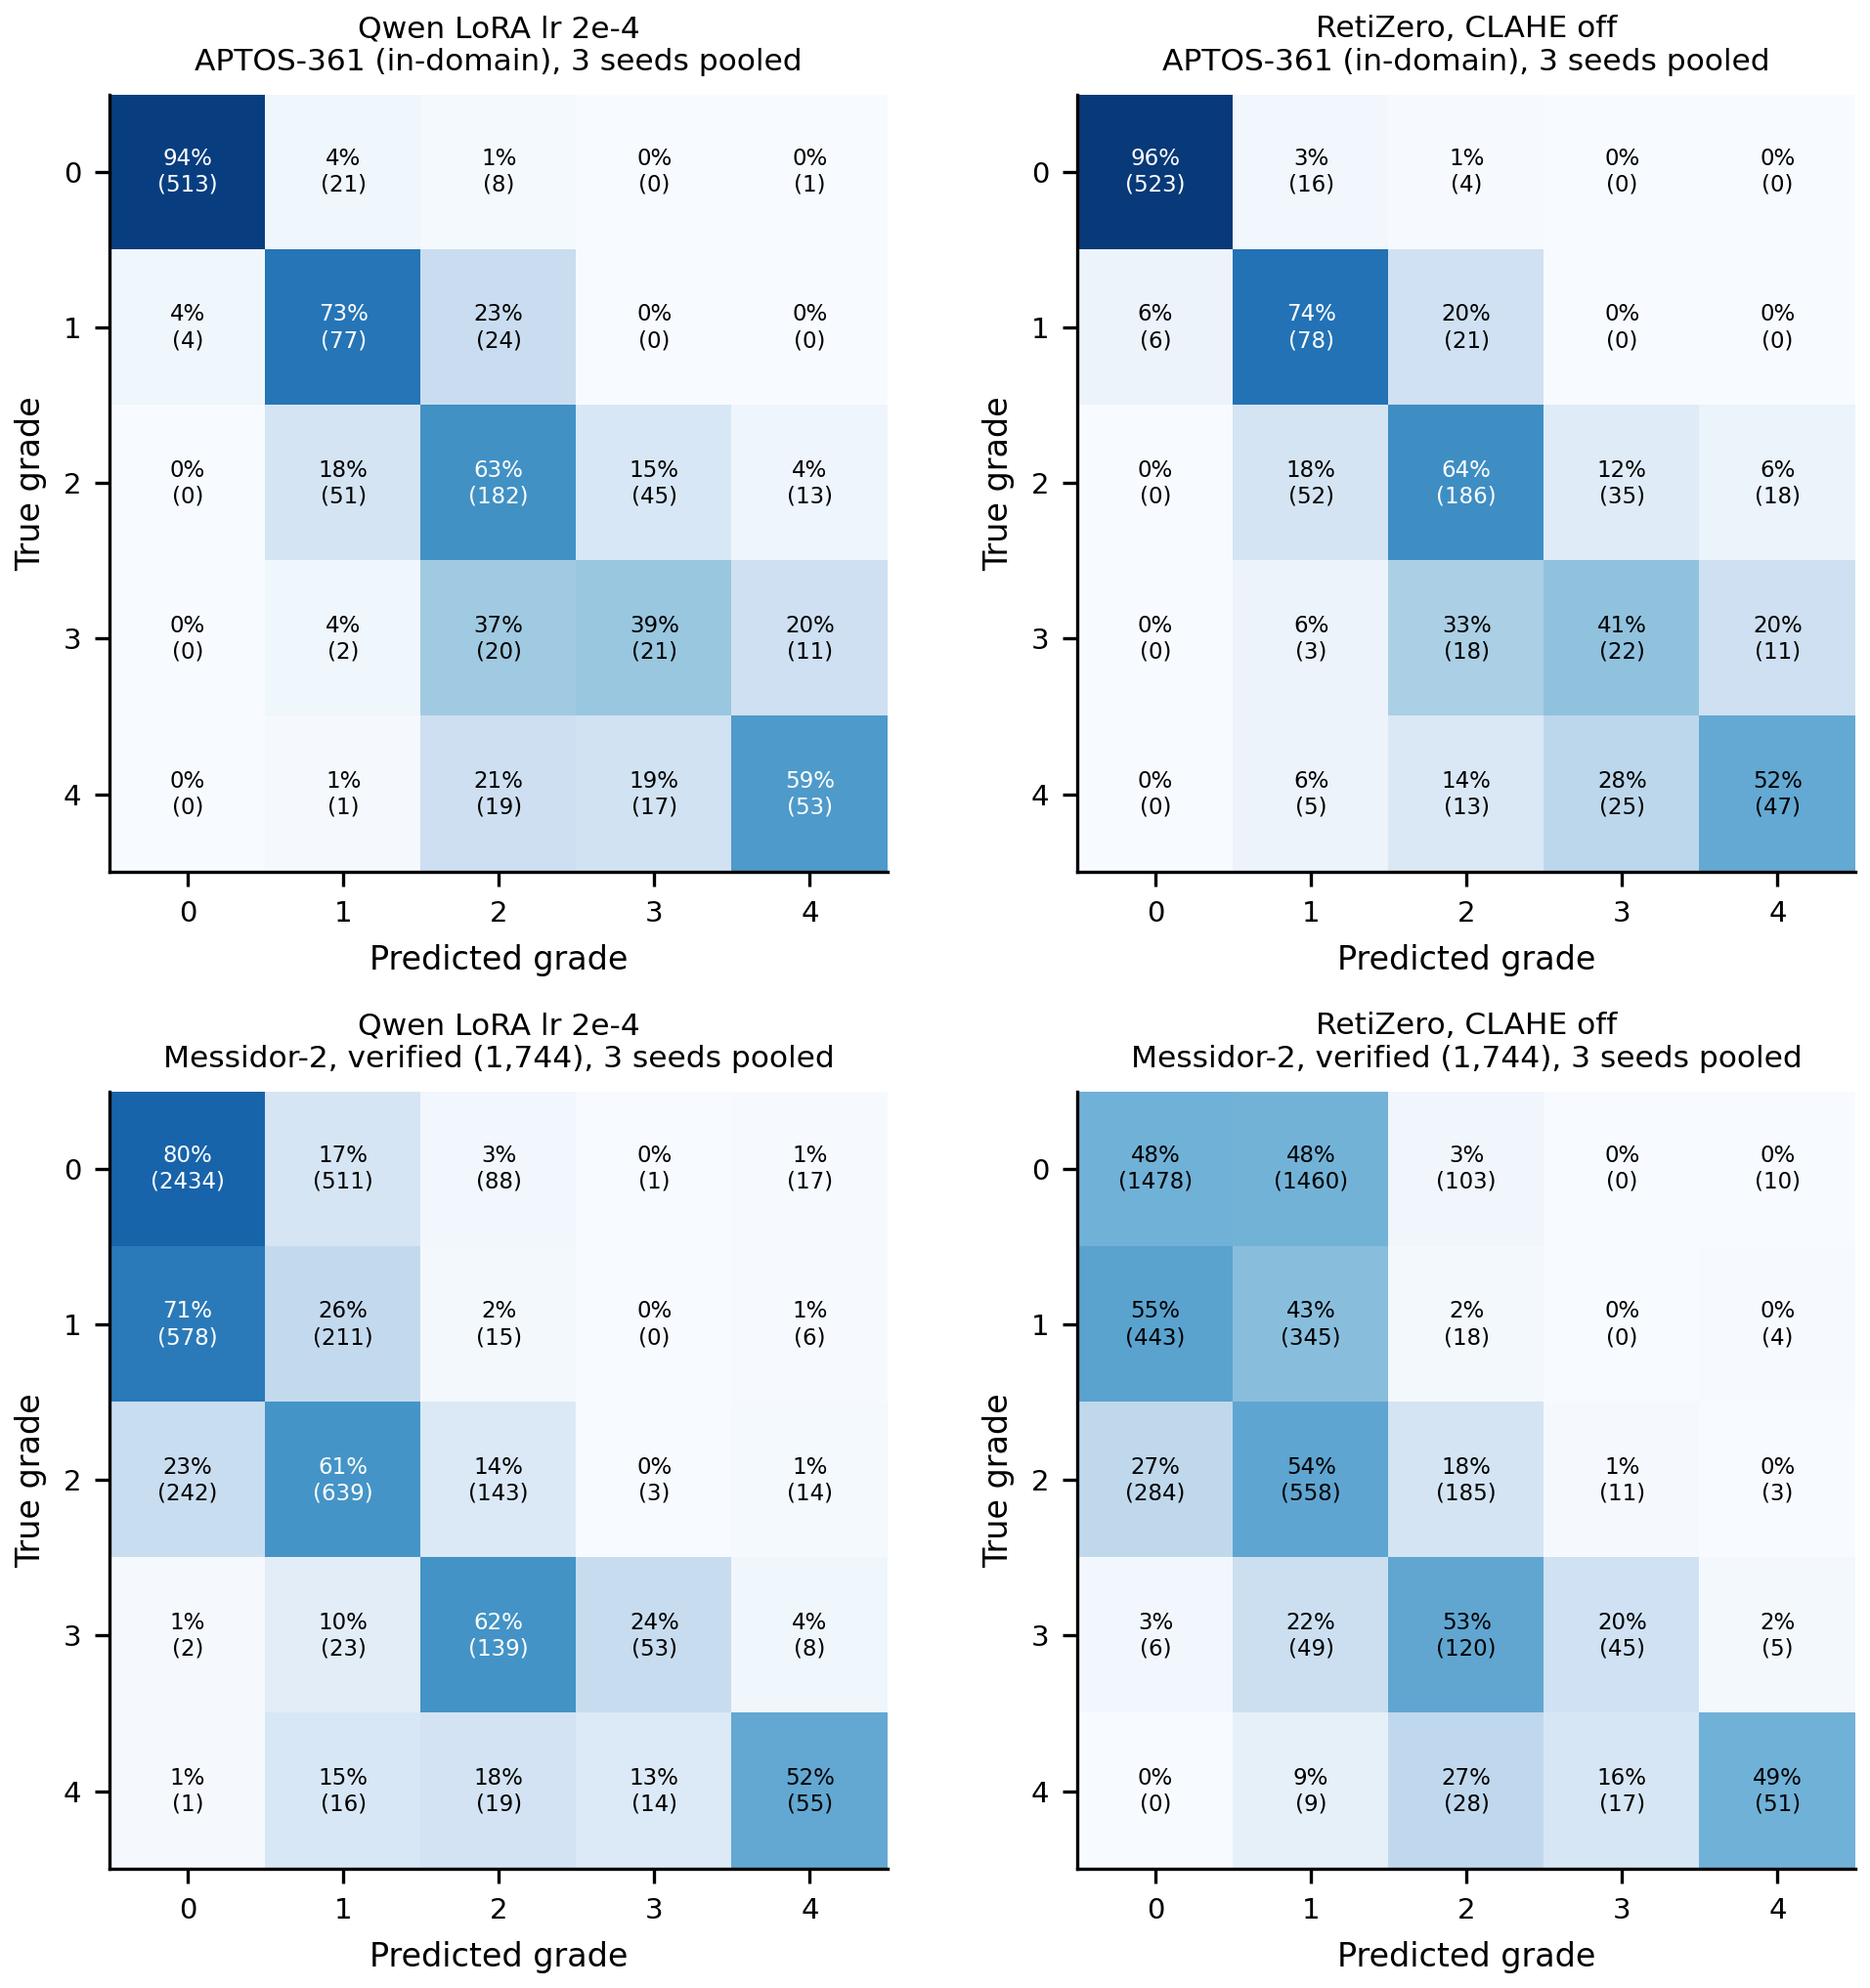 Qwen LoRA lr 2e-4
APTOS-361 (in-domain), 3 seeds pooled
True grade
0
1
2
3
4
94% 4% 1% 0% 0%
(513) (21) (8) (0) (1)
4% 73% 23% 0% 0%
(4) (77) (24) (0) (0)
0% 18% 63% 15% 4%
(0) (51) (182) (45) (13)
0% 4% 37% 39% 20%
(0) (2) (20) (21) (11)
0% 1% 21% 19% 59%
(0) (1) (19) (17) (53)
0 1 2 3 4
Predicted grade
RetiZero, CLAHE off
APTOS-361 (in-domain), 3 seeds pooled
True grade
0
1
2
3
4
96% 3% 1% 0% 0%
(523) (16) (4) (0) (0)
6% 74% 20% 0% 0%
(6) (78) (21) (0) (0)
0% 18% 64% 12% 6%
(0) (52) (186) (35) (18)
0% 6% 33% 41% 20%
(0) (3) (18) (22) (11)
0% 6% 14% 28% 52%
(0) (5) (13) (25) (47)
0 1 2 3 4
Predicted grade
Qwen LoRA lr 2e-4
Messidor-2, verified (1,744), 3 seeds pooled
True grade
0
1
2
3
4
80% 17% 3% 0% 1%
(2434) (511) (88) (1) (17)
71% 26% 2% 0% 1%
(578) (211) (15) (0) (6)
23% 61% 14% 0% 1%
(242) (639) (143) (3) (14)
1% 10% 62% 24% 4%
(2) (23) (139) (53) (8)
1% 15% 18% 13% 52%
(1) (16) (19) (14) (55)
0 1 2 3 4
Predicted grade
RetiZero, CLAHE off
Messidor-2, verified (1,744), 3 seeds pooled
True grade
0
1
2
3
4
48% 48% 3% 0% 0%
(1478) (1460) (103) (0) (10)
55% 43% 2% 0% 0%
(443) (345) (18) (0) (4)
27% 54% 18% 1% 0%
(284) (558) (185) (11) (3)
3% 22% 53% 20% 2%
(6) (49) (120) (45) (5)
0% 9% 27% 16% 49%
(0) (9) (28) (17) (51)
0 1 2 3 4
Predicted grade